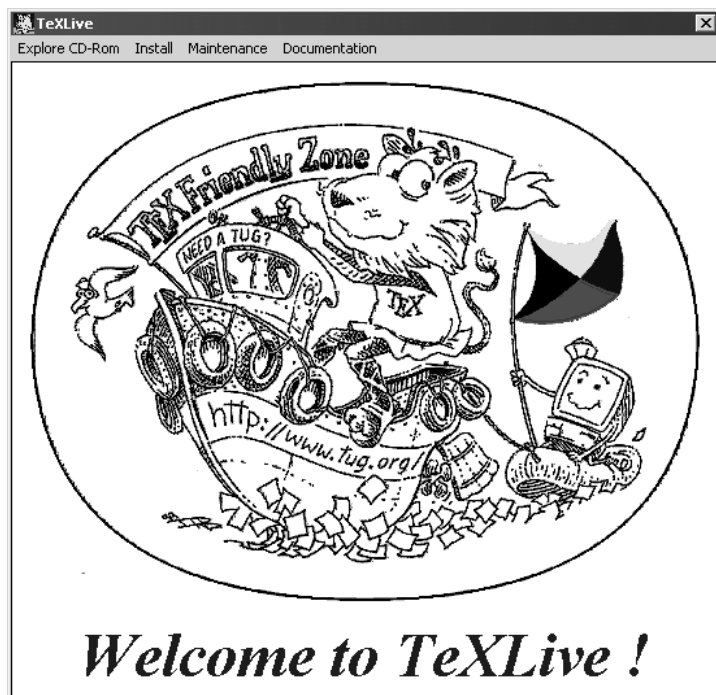 TeXLive
Explore CD-Rom Install Maintenance Documentation
TEX Friendly Zone
NEED A TUG?
TEX
http://www.tug.org/
Welcome to TeXLive !